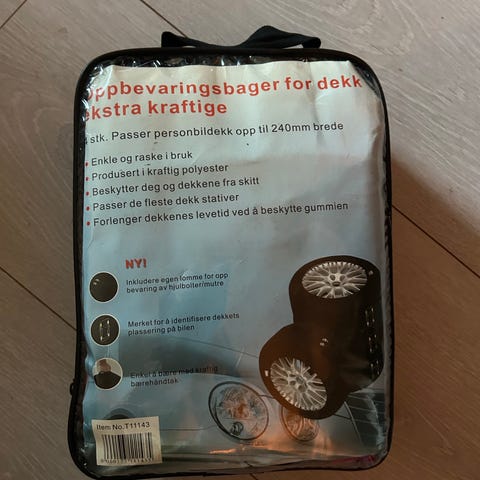 Oppbevaringsbager for dekk
ekstra kraftige
stk. Passer personbildekk opp til 240mm brede
• Enkle og raske i bruk
• Produsert i kraftig polyester
• Beskytter deg og dekkene fra skitt
• Passer de fleste dekk stativer
• Forlenger dekkenes levetid ved å beskytte gummien
NY!
Inkludere egen lomme for opp
bevaring av hjulbolter/mutre
Merket for å identifisere dekkets
plassering på bilen
Enkel å bære med kraftig
bærehåndtak
Item No.T11143